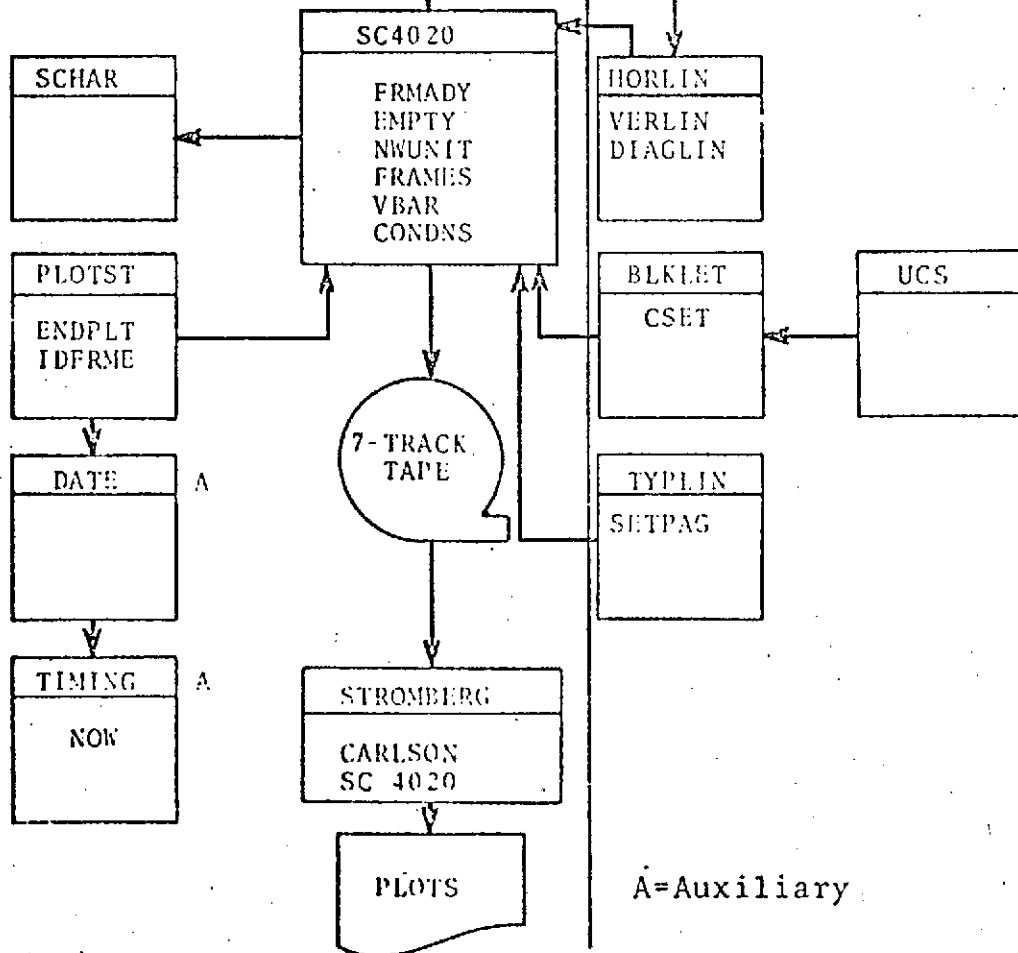 SC4020
FRMADY
EMPTY
NWUNIT
FRAMES
VBAR
CONDNS
SCHAR
HORLIN
VERLIN
DIAGLIN
PLOTST
ENDPLT
IDFRME
BLKLET
CSET
UCS
7-TRACK
TAPE
DATE A
TYPLIN
SETPAG
TIMING A
NOW
STROMBERG
CARLSON
SC 4020
PLOTS
A=Auxiliary